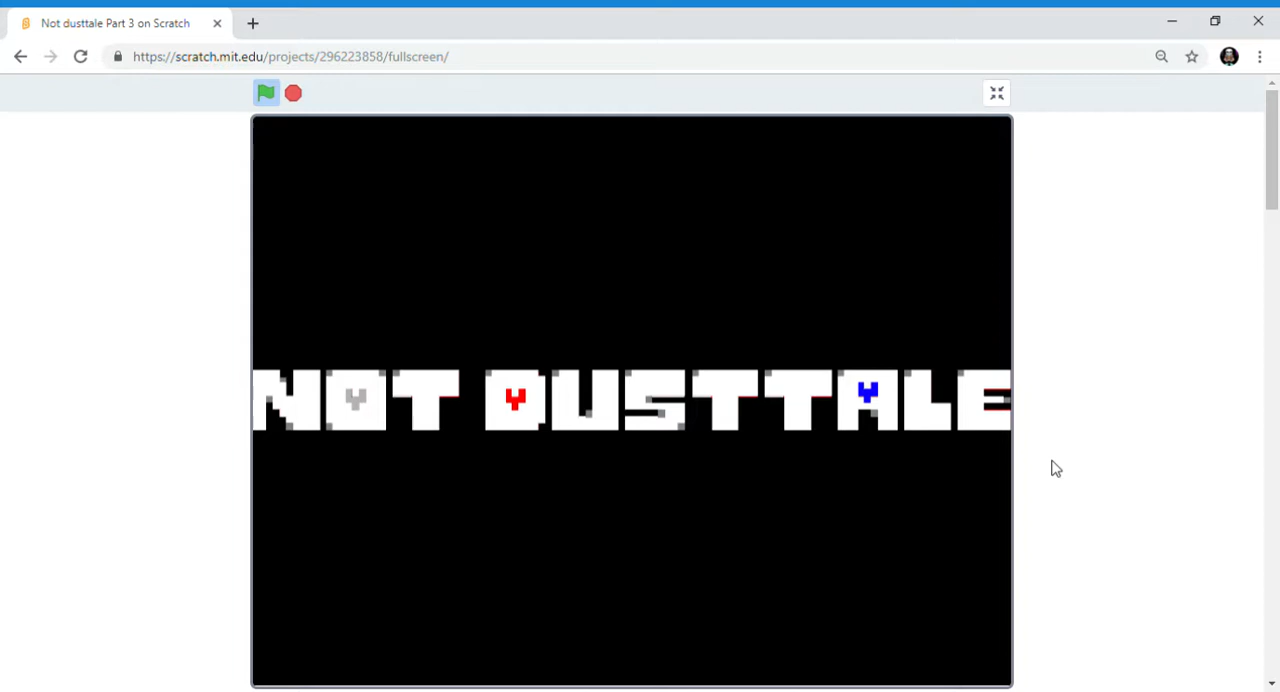 Not dusttale Part 3 on Scratch
https://scratch.mit.edu/projects/296223858/fullscreen/
NOT DUSTTALE